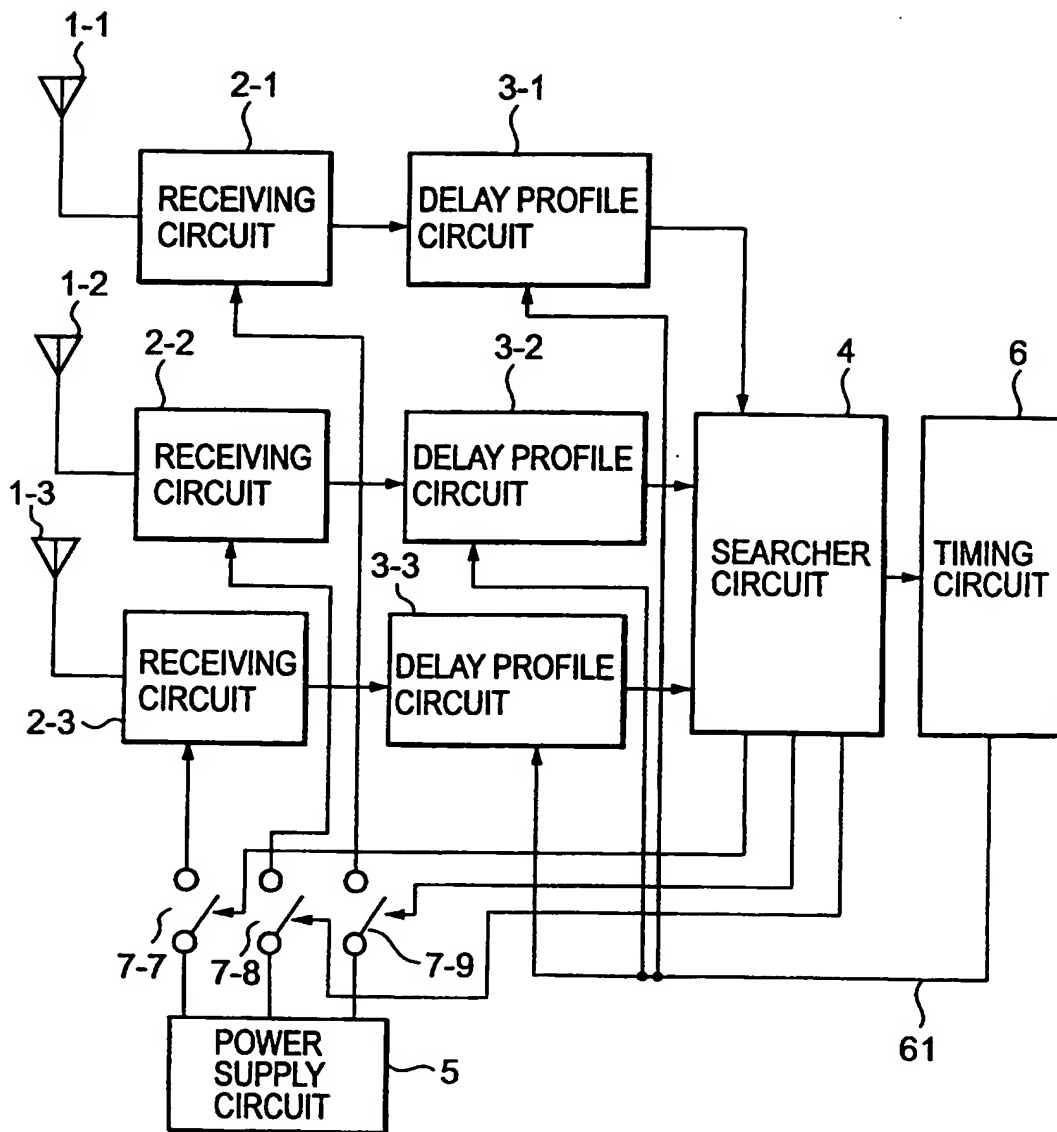 1-1
2-1
3-1
RECEIVING
CIRCUIT
DELAY PROFILE
CIRCUIT
1-2
2-2
3-2
4
6
RECEIVING
CIRCUIT
DELAY PROFILE
CIRCUIT
1-3
3-3
SEARCHER
CIRCUIT
TIMING
CIRCUIT
RECEIVING
CIRCUIT
DELAY PROFILE
CIRCUIT
2-3
7-7
7-8
7-9
61
POWER
SUPPLY
CIRCUIT
5